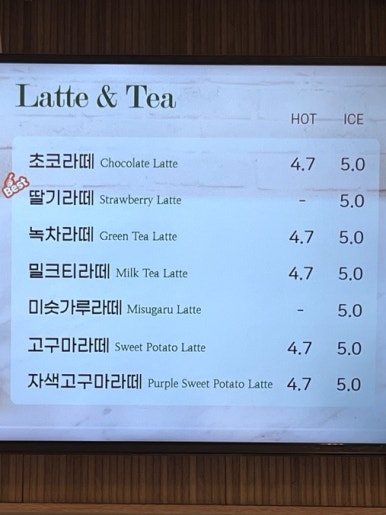 Latte & Tea
HOT ICE
초코라떼 Chocolate Latte 4.7 5.0
Best
딸기라떼 Strawberry Latte - 5.0
녹차라떼 Green Tea Latte 4.7 5.0
밀크티라떼 Milk Tea Latte 4.7 5.0
미숫가루라떼 Misugaru Latte - 5.0
고구마라떼 Sweet Potato Latte 4.7 5.0
자색고구마라떼 Purple Sweet Potato Latte 4.7 5.0